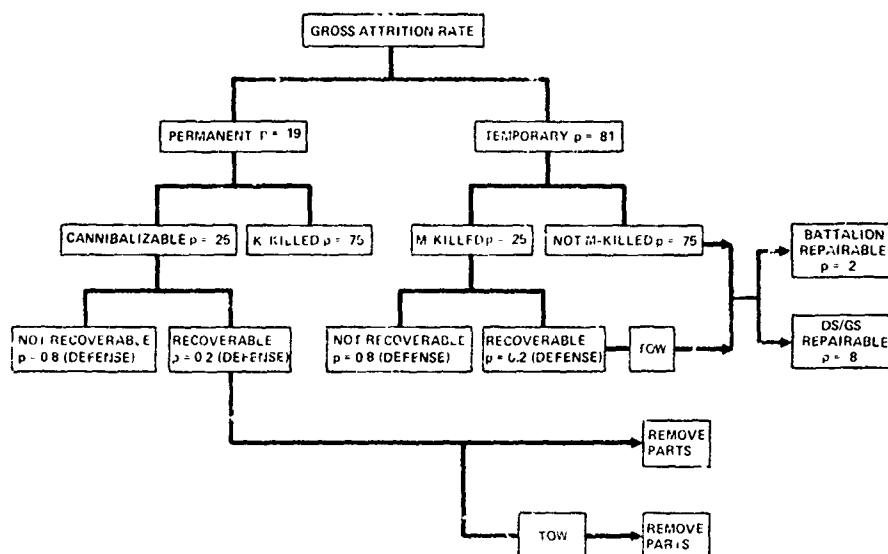 GROSS ATTRITION RATE
PERMANENT P = 19
TEMPORARY p = 81
CANNIBALIZABLE p = 25
K-KILLED p = 75
M-KILLED p = 25
NOT M-KILLED p = 75
BATTALION
REPAIRABLE
p = 2
NOT RECOVERABLE
p = 0.8 (DEFENSE)
RECOVERABLE
p = 0.2 (DEFENSE)
NOT RECOVERABLE
p = 0.8 (DEFENSE)
RECOVERABLE
p = 0.2 (DEFENSE)
TOW
DS/GS
REPAIRABLE
p = 8
REMOVE
PARTS
TOW
REMOVE
PARTS